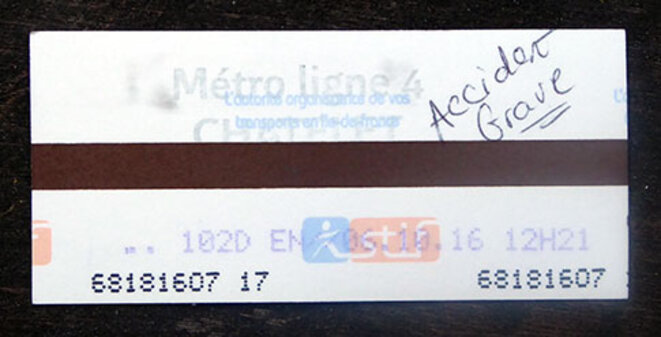 Métro ligne 4
L'autorité organisatrice de vos
transports en Île-de-france
Accident
Grave
102D EN 06.10.16 12H21
stif
68181607 17
68181607